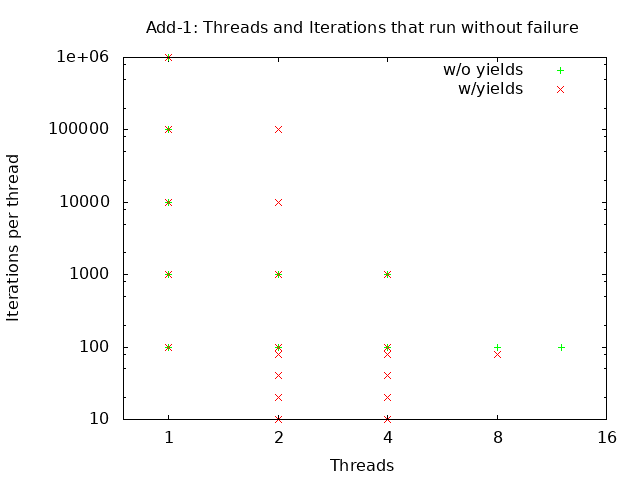 Add-1: Threads and Iterations that run without failure
w/o yields
w/yields
1e+06
100000
10000
1000
100
10
Iterations per thread
1 2 4 8 16
Threads